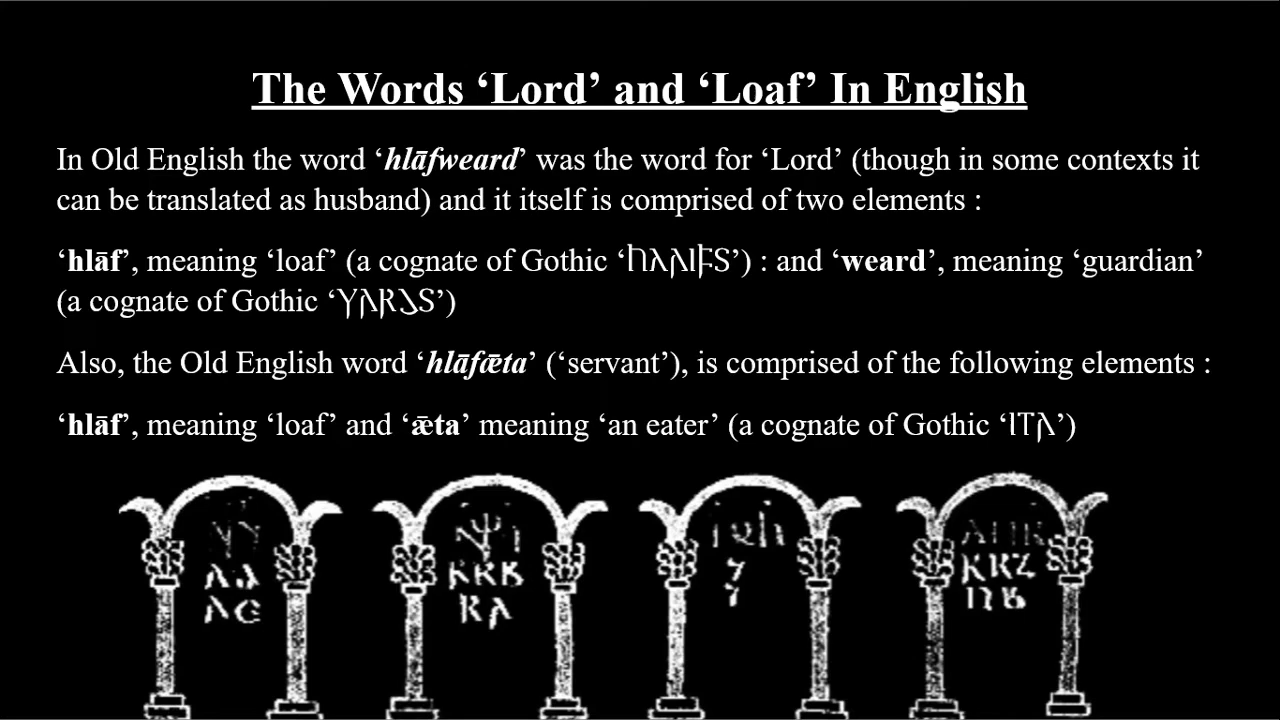 The Words ‘Lord’ and ‘Loaf’ In English
In Old English the word ‘hlāfweard’ was the word for ‘Lord’ (though in some contexts it
can be translated as husband) and it itself is comprised of two elements :
‘hlāf’, meaning ‘loaf’ (a cognate of Gothic ‘𐌷𐌻𐌰𐌹𐍆𐍃’) : and ‘weard’, meaning ‘guardian’
(a cognate of Gothic ‘𐍅𐌰𐍂𐌳𐍃’)
Also, the Old English word ‘hlāfǣta’ (‘servant’), is comprised of the following elements :
‘hlāf’, meaning ‘loaf’ and ‘ǣta’ meaning ‘an eater’ (a cognate of Gothic ‘𐌹𐍄𐌰’)